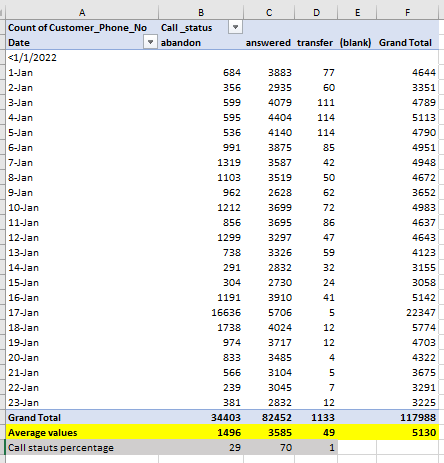 A B C D E F
Count of Customer_Phone_No Call _status
Date abandon answered transfer (blank) Grand Total
<1/1/2022
1-Jan 684 3883 77 4644
2-Jan 356 2935 60 3351
3-Jan 599 4079 111 4789
4-Jan 595 4404 114 5113
5-Jan 536 4140 114 4790
6-Jan 991 3875 85 4951
7-Jan 1319 3587 42 4948
8-Jan 1103 3519 50 4672
9-Jan 962 2628 62 3652
10-Jan 1212 3699 72 4983
11-Jan 856 3695 86 4637
12-Jan 1299 3297 47 4643
13-Jan 738 3326 59 4123
14-Jan 291 2832 32 3155
15-Jan 304 2730 24 3058
16-Jan 1191 3910 41 5142
17-Jan 16636 5706 5 22347
18-Jan 1738 4024 12 5774
19-Jan 974 3717 12 4703
20-Jan 833 3485 4 4322
21-Jan 566 3104 5 3675
22-Jan 239 3045 7 3291
23-Jan 381 2832 12 3225
Grand Total 34403 82452 1133 117988
Average values 1496 3585 49 5130
Call stauts percentage 29 70 1